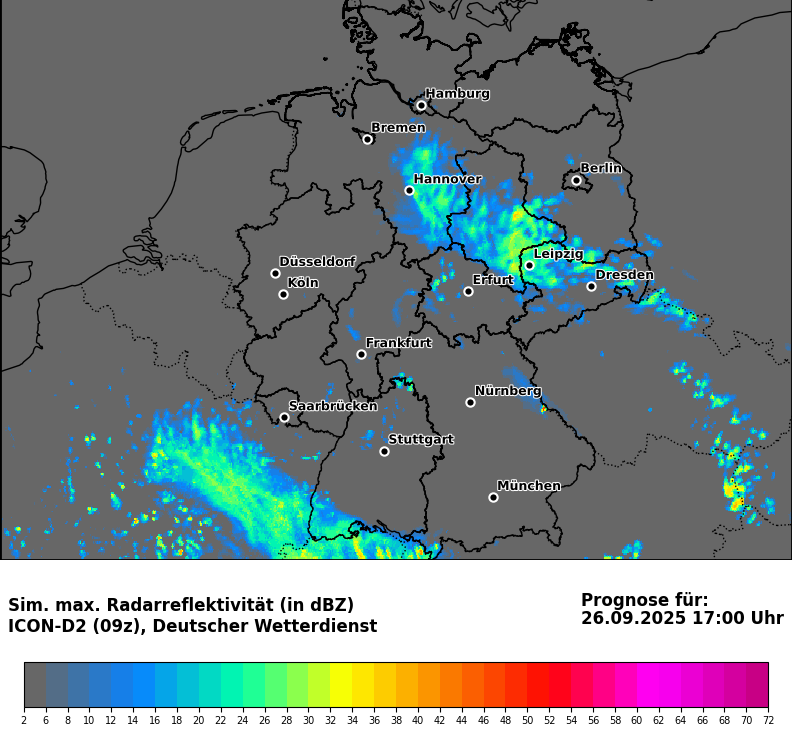 Hamburg
Bremen
Berlin
Hannover
Leipzig
Düsseldorf
Dresden
Köln
Erfurt
Frankfurt
Nürnberg
Saarbrücken
Stuttgart
München
Sim. max. Radarreflektivität (in dBZ)
ICON-D2 (09z), Deutscher Wetterdienst
Prognose für:
26.09.2025 17:00 Uhr
2 6 8 10 12 14 16 18 20 22 24 26 28 30 32 34 36 38 40 42 44 46 48 50 52 54 56 58 60 62 64 66 68 70 72